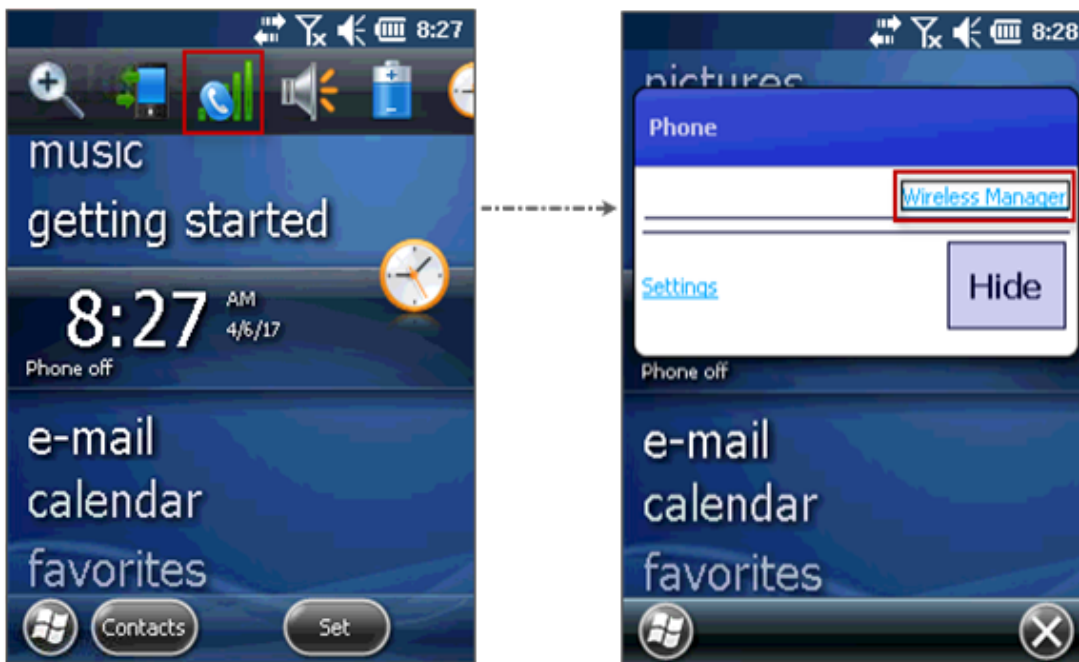 8:27
music
getting started
8:27 AM
4/6/17
Phone off
e-mail
calendar
favorites
Contacts
Set
8:28
pictures
Phone
Wireless Manager
Settings
Hide
Phone off
e-mail
calendar
favorites